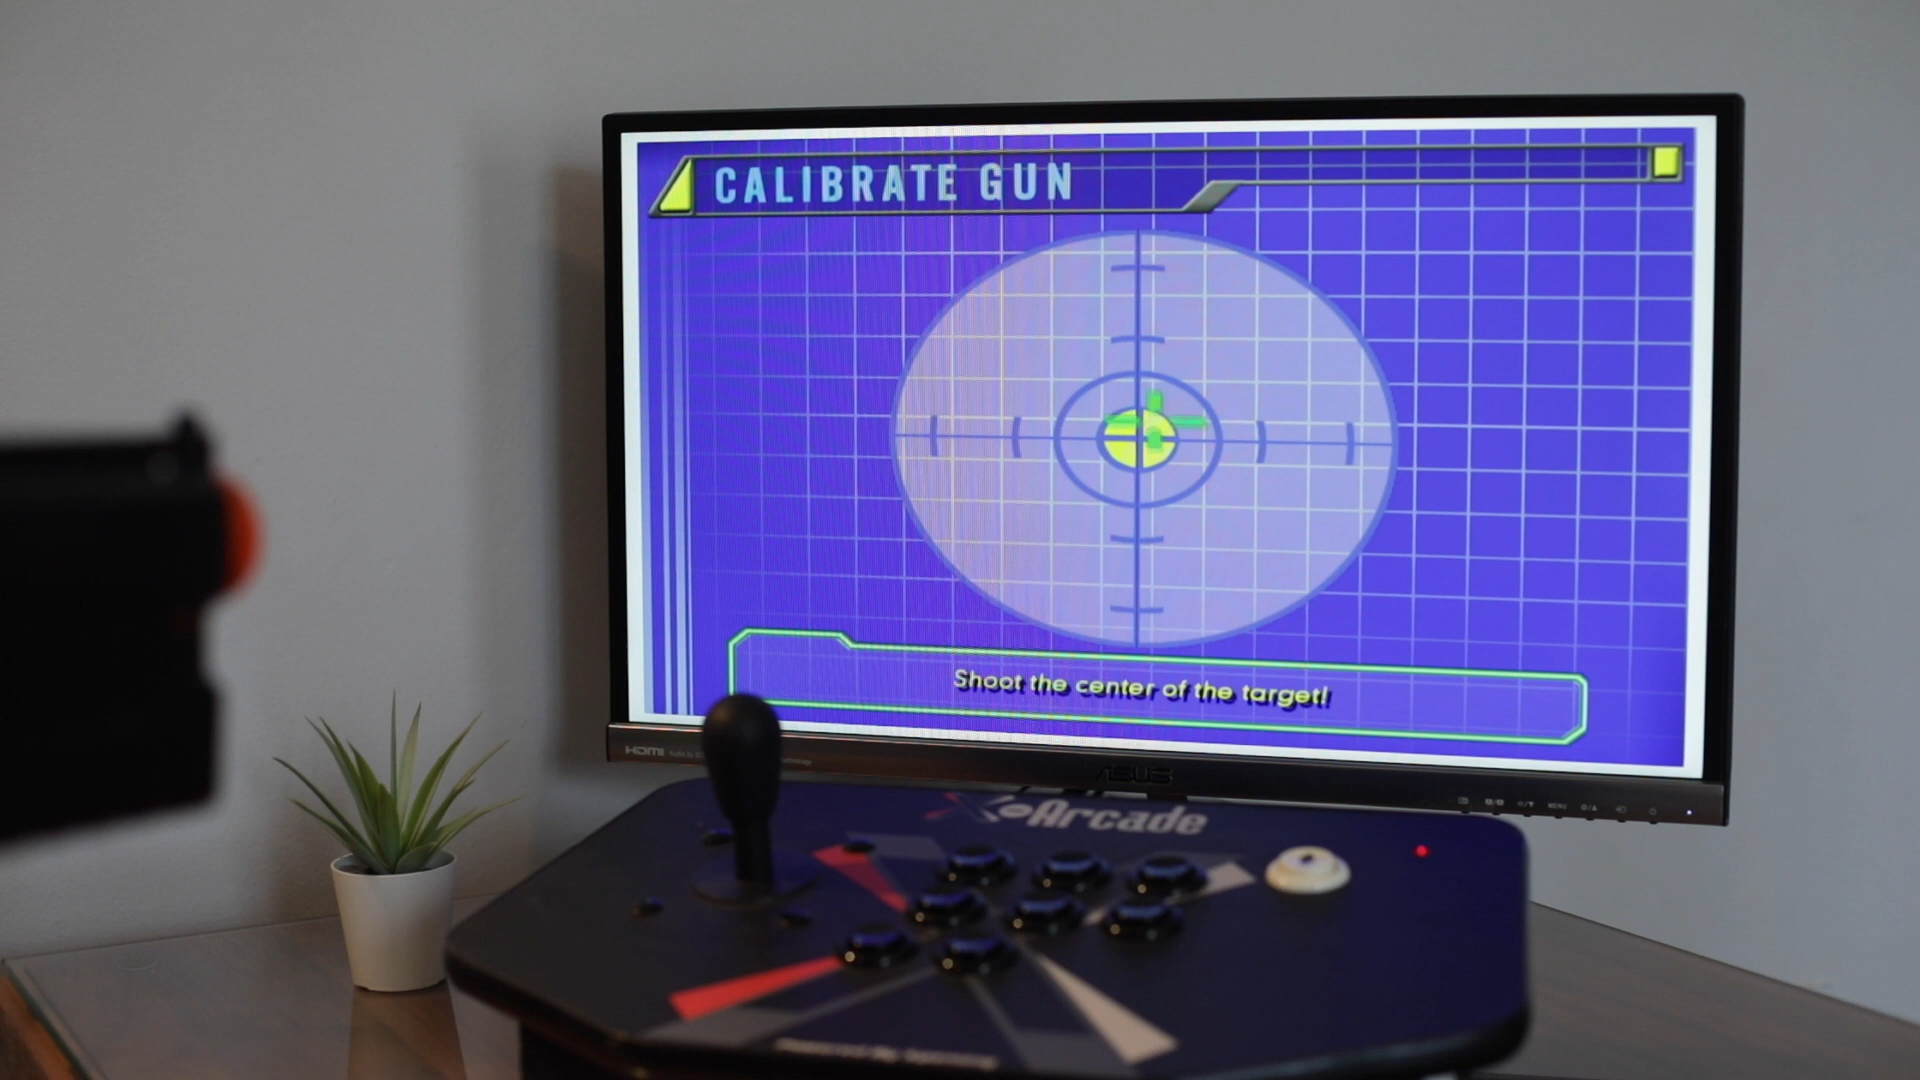 CALIBRATE GUN
Shoot the center of the target!
HDMI
ASUS
MENU
X-Arcade